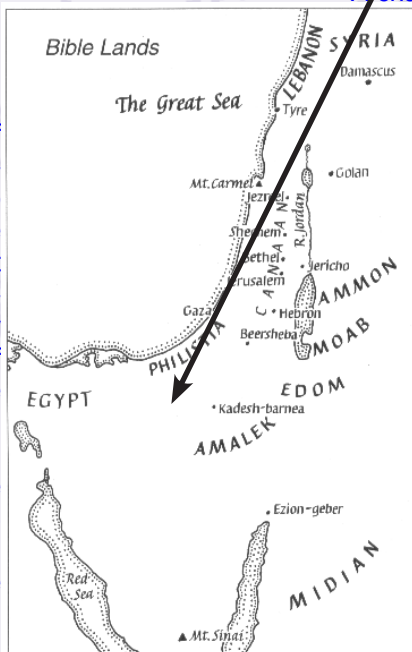 Bible Lands
SYRIA
LEBANON
Damascus
The Great Sea
Tyre
Golan
Mt. Carmel
Jezreel
R. Jordan
CANAAN
Shechem
Bethel
Jericho
Jerusalem
AMMON
Gaza
Hebron
Beersheba
MOAB
PHILISTIA
EDOM
EGYPT
Kadesh-barnea
AMALEK
Ezion-geber
MIDIAN
Red
Sea
Mt. Sinai